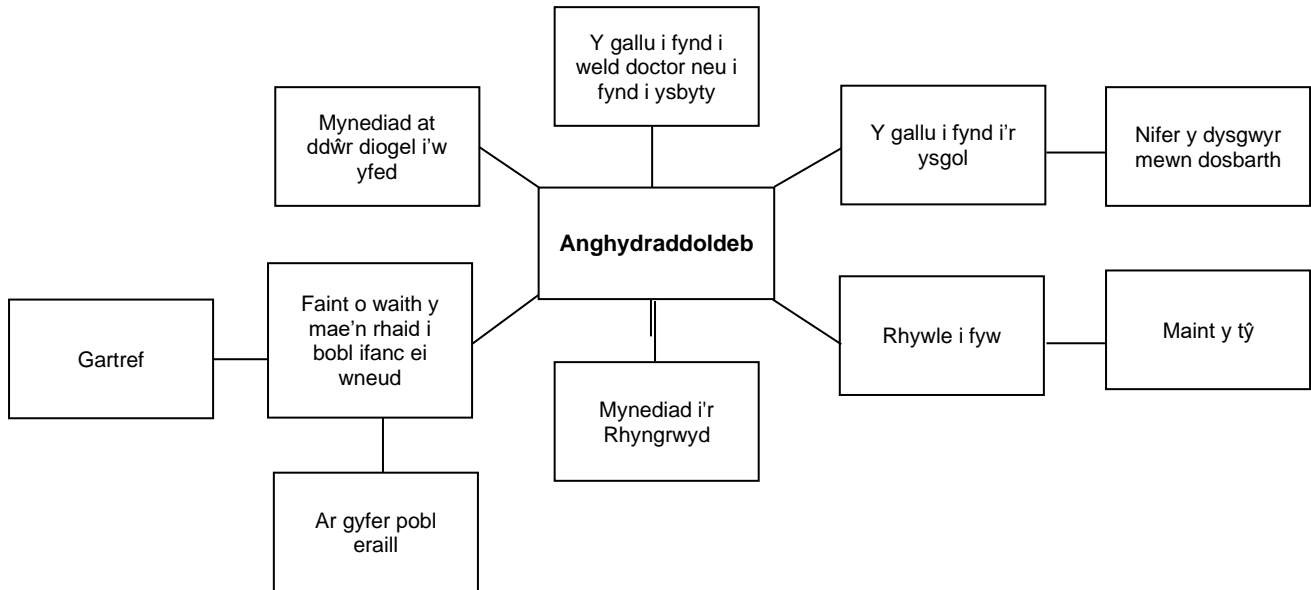 Y gallu i fynd i
weld doctor neu i
fynd i ysbyty
Mynediad at
ddŵr diogel i'w
yfed
Y gallu i fynd i'r
ysgol
Nifer y dysgwyr
mewn dosbarth
Anghydraddoldeb
Gartref
Faint o waith y
mae'n rhaid i
bobl ifanc ei
wneud
Rhywle i fyw
Maint y tŷ
Mynediad i'r
Rhyngrwyd
Ar gyfer pobl
eraill